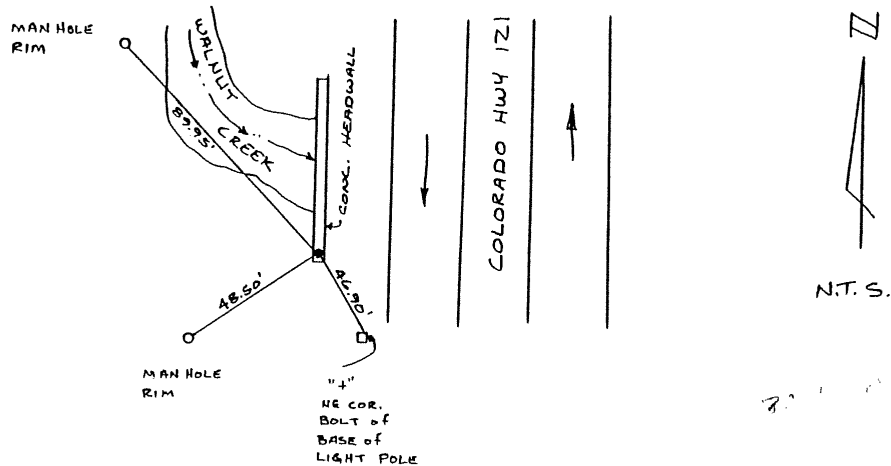 MAN HOLE
RIM
WALNUT
CREEK
89.95'
CONC. HEADWALL
COLORADO HWY 121
N
N.T.S.
48.50'
46.90'
MAN HOLE
RIM
"+"
NE COR.
BOLT of
BASE of
LIGHT POLE